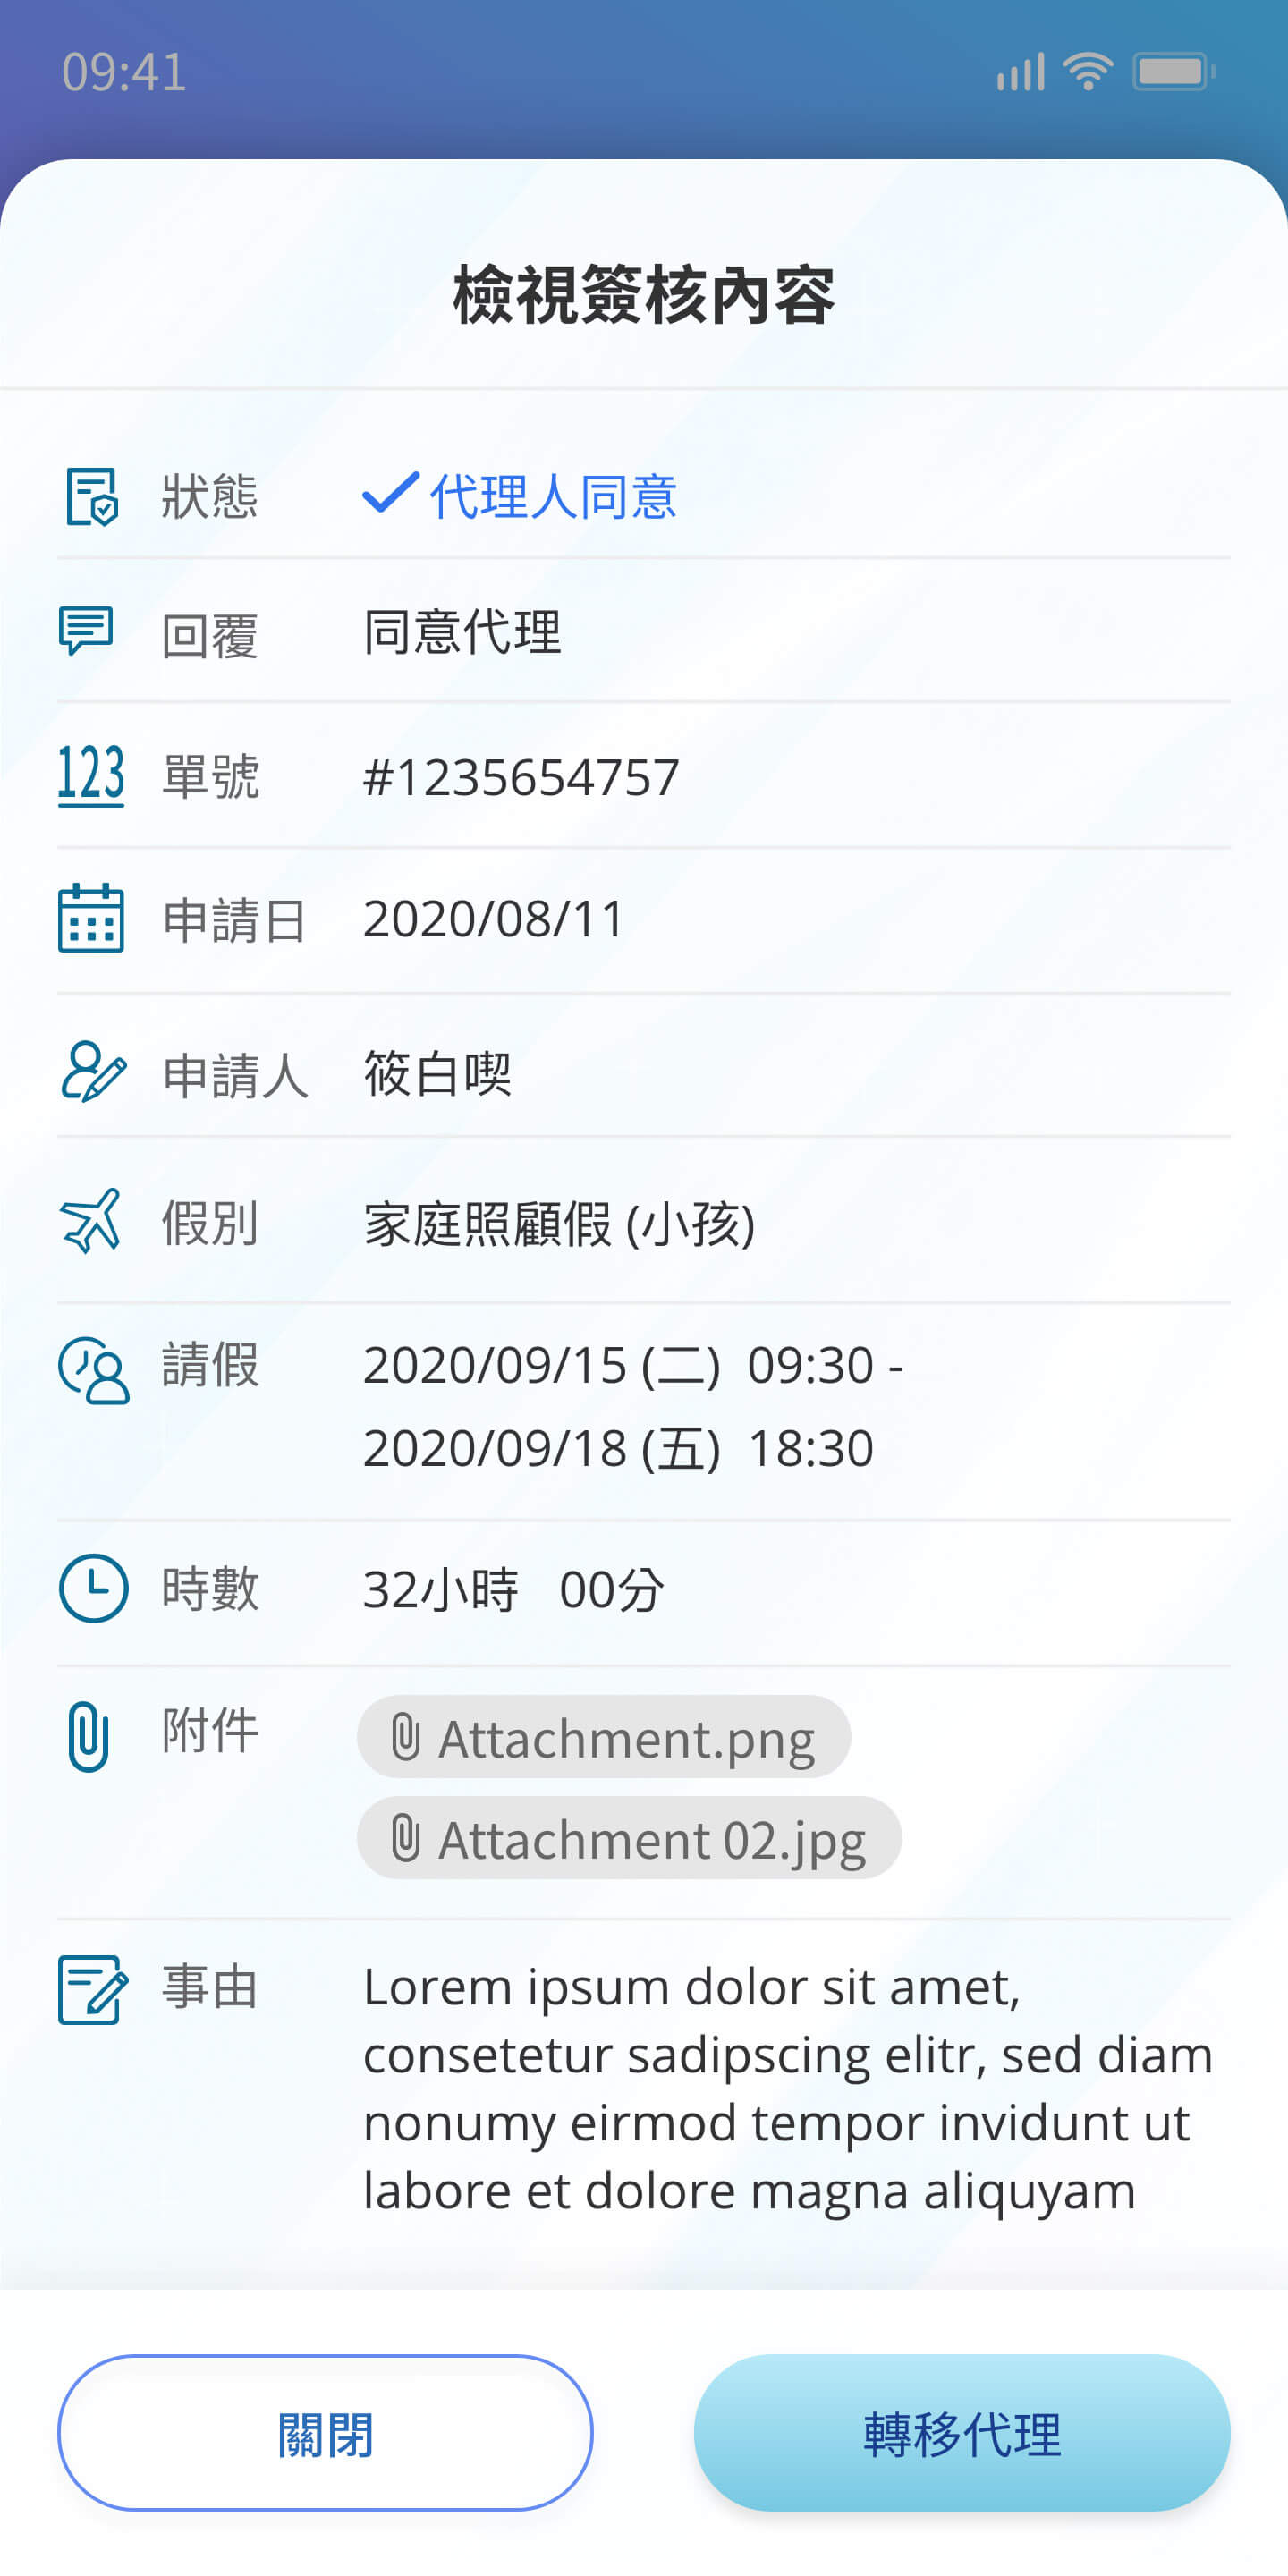 09:41
檢視簽核內容
狀態 代理人同意
回覆 同意代理
123 單號 #1235654757
申請日 2020/08/11
申請人 筱白喫
假別 家庭照顧假 (小孩)
請假 2020/09/15 (二) 09:30 -
2020/09/18 (五) 18:30
時數 32小時 00分
附件 Attachment.png
Attachment 02.jpg
事由 Lorem ipsum dolor sit amet,
consetetur sadipscing elitr, sed diam
nonumy eirmod tempor invidunt ut
labore et dolore magna aliquyam
關閉 轉移代理